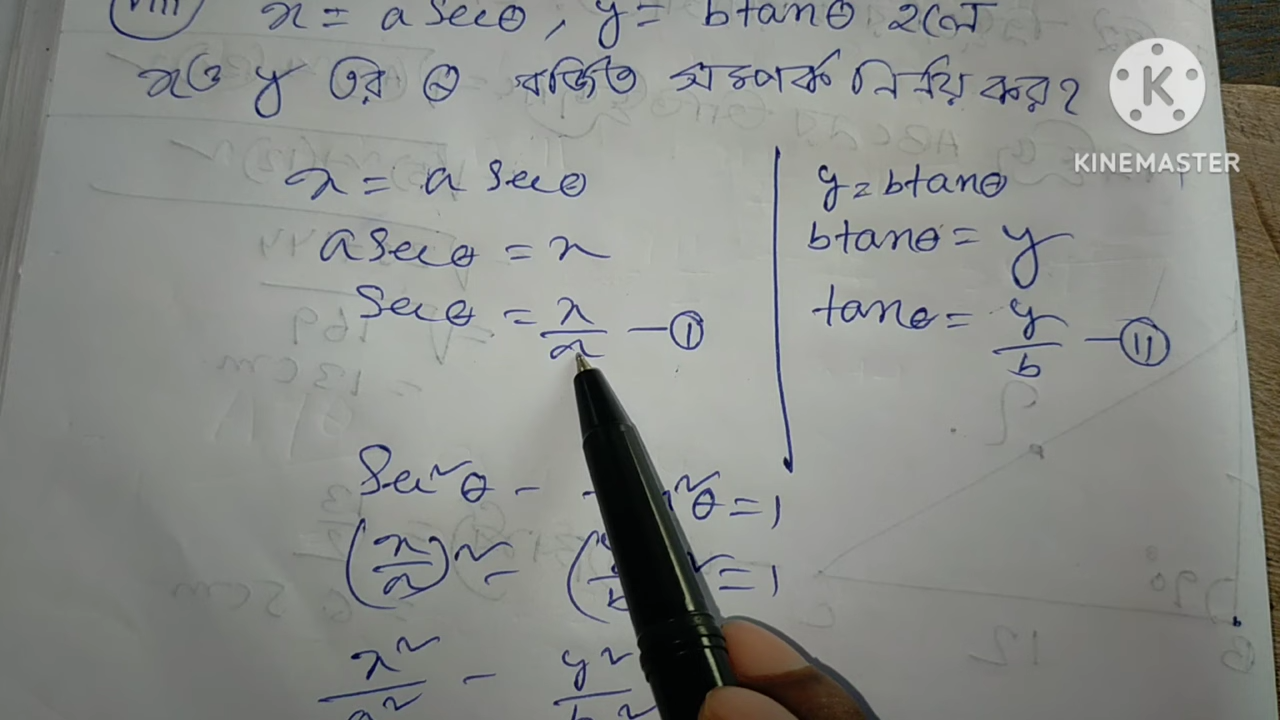 (viii) x = a secθ, y = b tanθ হলে
x ও y এর θ বর্জিত সম্পর্ক নির্ণয় কর?
K
KINEMASTER
x = a secθ
a secθ = x
secθ = x/a — (I)
y = b tanθ
b tanθ = y
tanθ = y/b — (II)
sec²θ - ²θ = 1
(x/a)² - ( /b ² = 1
x²/a² - y²/b²